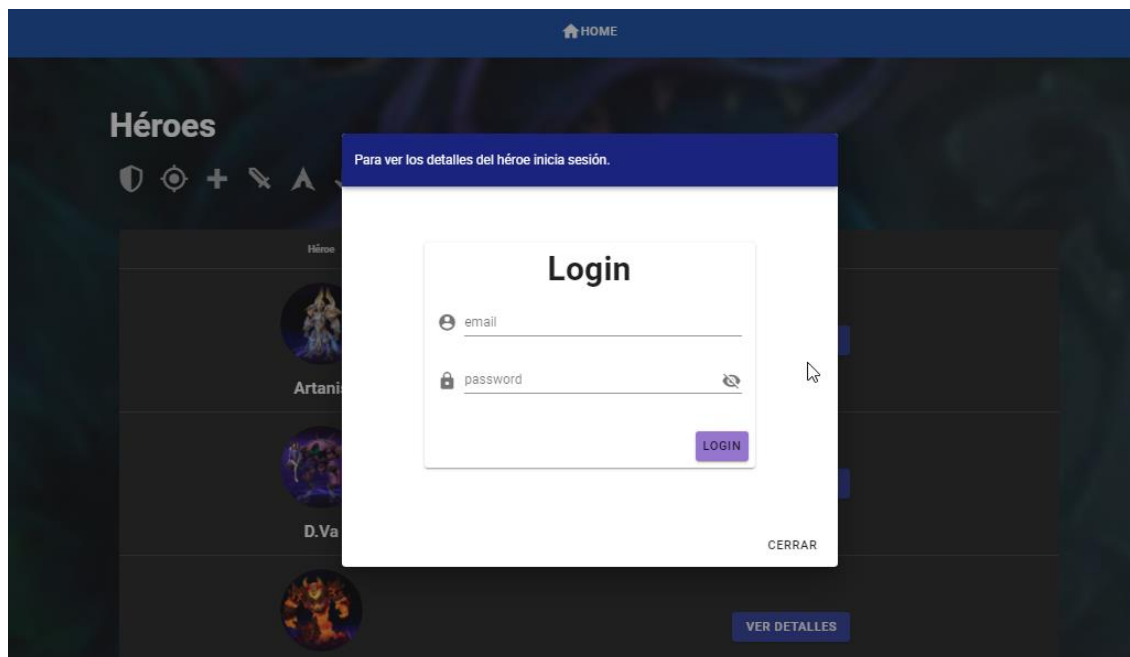 HOME
Héroes
Para ver los detalles del héroe inicia sesión.
Héroe
Login
email
Artani
password
LOGIN
D.Va
CERRAR
VER DETALLES